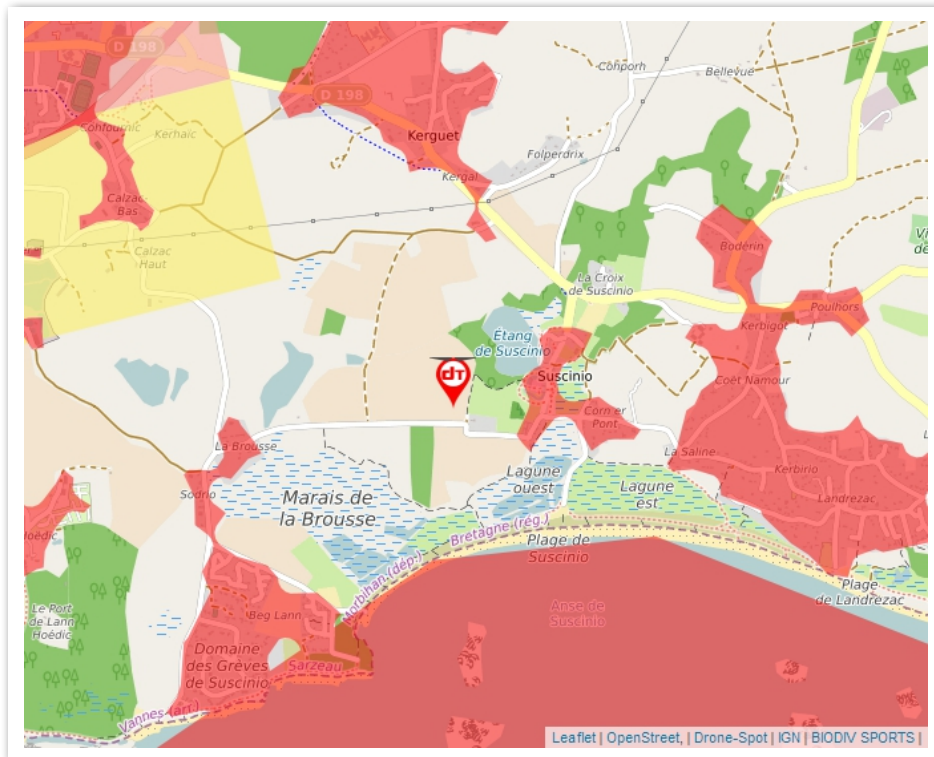 D 198
Conporh
Bellevue
D 198
Kerguet
Kerhaic
Folperdrix
Kergal
Calzac
Bas
Bodérin
Calzac
Haut
La Croix
de Suscinio
Poulhors
Étang
de Suscinio
Kerbigot
dT
Suscinio
Coët Namour
Corn er
Pont
La Brousse
La Saline
Kerbirio
Lagune
ouest
Lagune
est
Sodrio
Marais de
la Brousse
Landrezac
Hoëdic
Bretagne (rég.)
Plage de
Suscinio
Morbihan (dép.)
Plage
de Landrezac
Le Port
de Lann
Hoëdic
Anse de
Suscinio
Beg Lann
Domaine
des Grèves
de Suscinio
Sarzeau
Vannes (arr.)
Leaflet | OpenStreet, | Drone-Spot | IGN | BIODIV SPORTS |